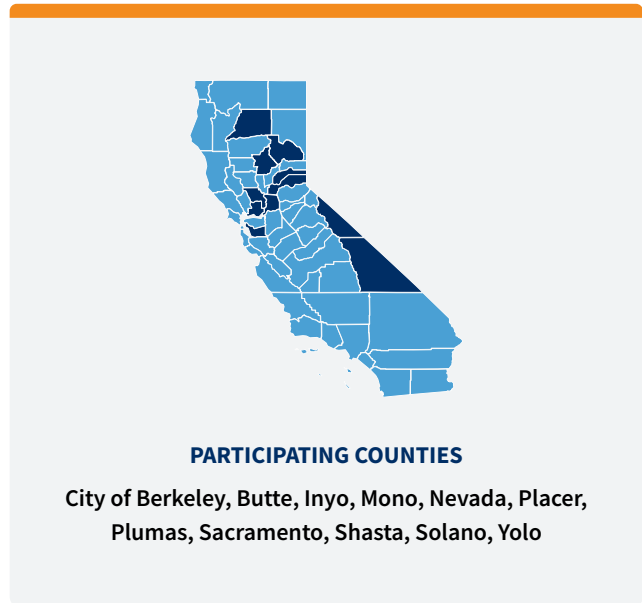 PARTICIPATING COUNTIES
City of Berkeley, Butte, Inyo, Mono, Nevada, Placer,
Plumas, Sacramento, Shasta, Solano, Yolo